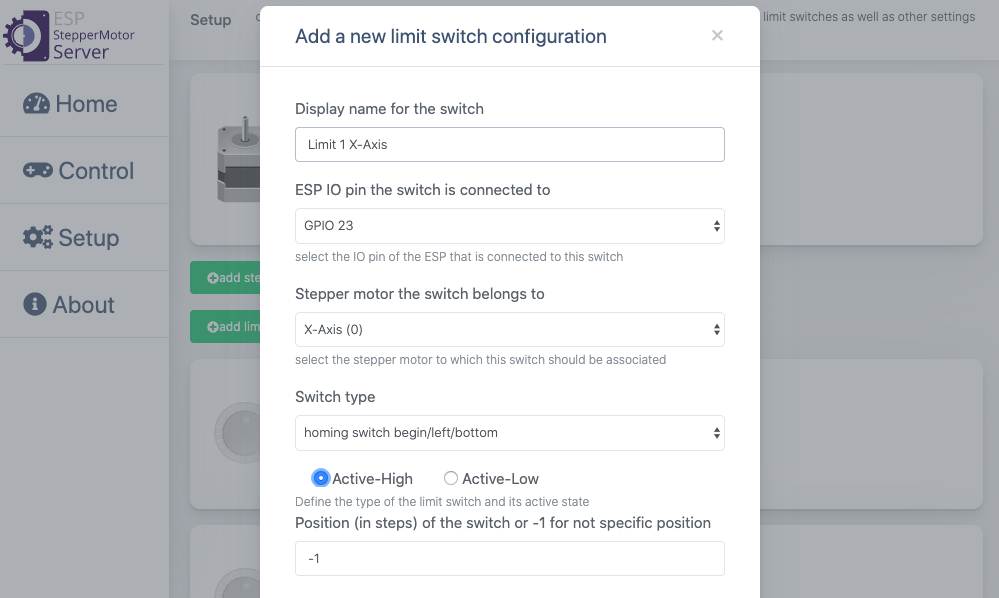 ESP
StepperMotor
Server
Home
Control
Setup
About
Setup
limit switches as well as other settings
add ste
add lim
Add a new limit switch configuration
×
Display name for the switch
Limit 1 X-Axis
ESP IO pin the switch is connected to
GPIO 23
select the IO pin of the ESP that is connected to this switch
Stepper motor the switch belongs to
X-Axis (0)
select the stepper motor to which this switch should be associated
Switch type
homing switch begin/left/bottom
Active-High Active-Low
Define the type of the limit switch and its active state
Position (in steps) of the switch or -1 for not specific position
-1